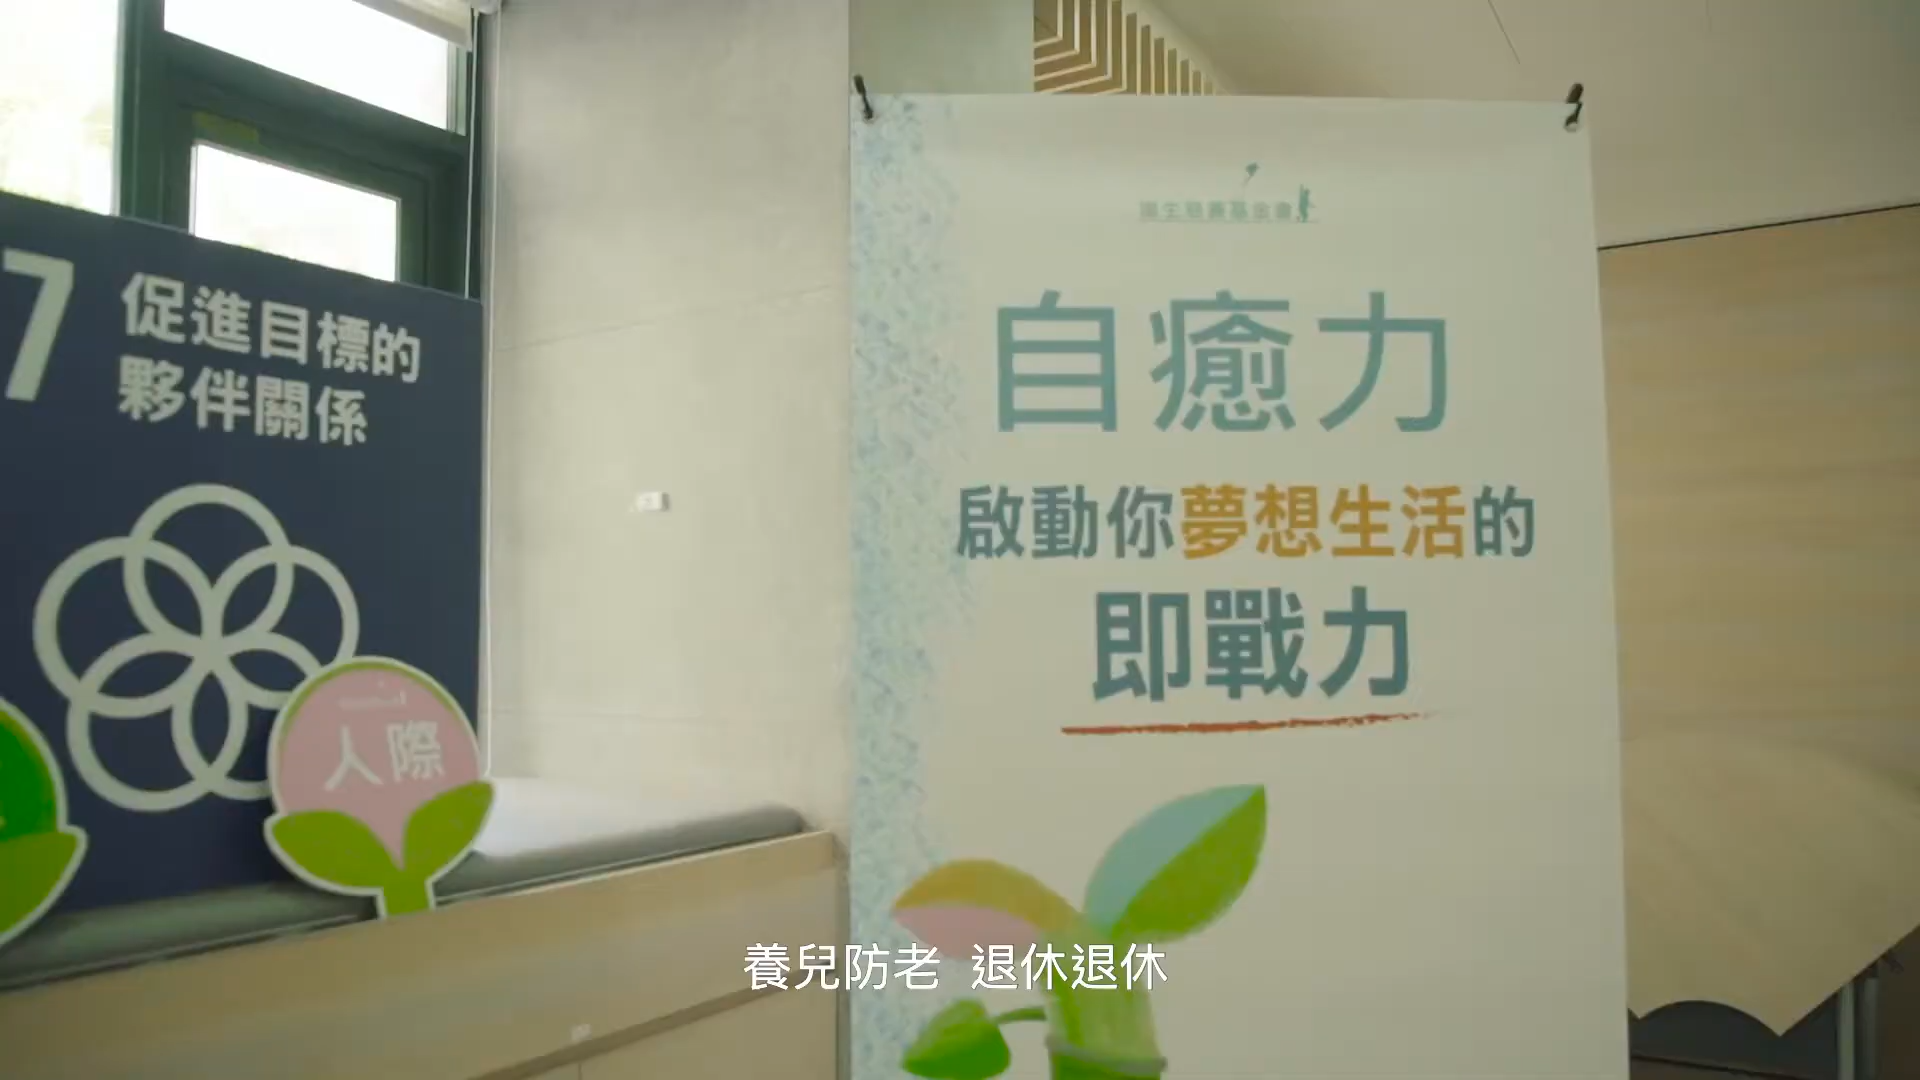 7
促進目標的
夥伴關係
人際
自癒力
啟動你夢想生活的
即戰力
養兒防老 退休退休